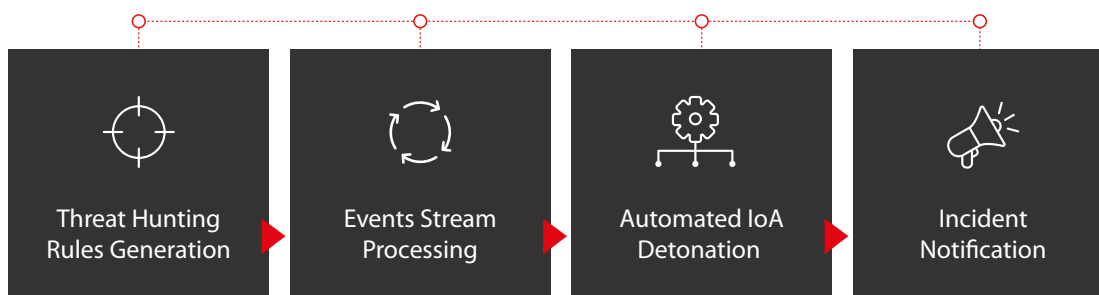 Threat Hunting
Rules Generation
Events Stream
Processing
Automated IoA
Detonation
Incident
Notification